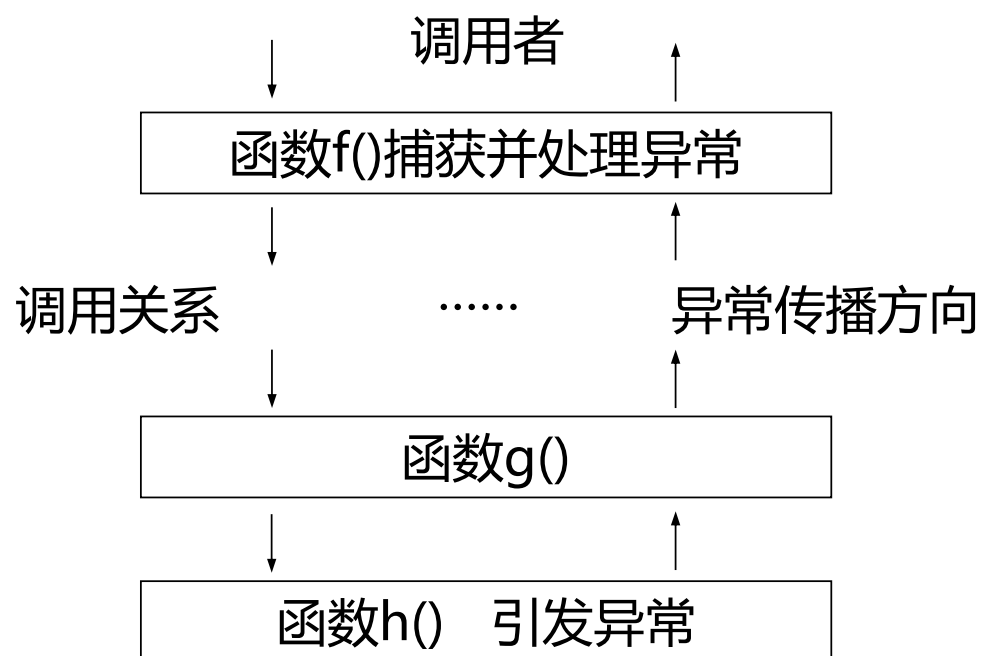 调用者
函数f()捕获并处理异常
调用关系
……
异常传播方向
函数g()
函数h() 引发异常